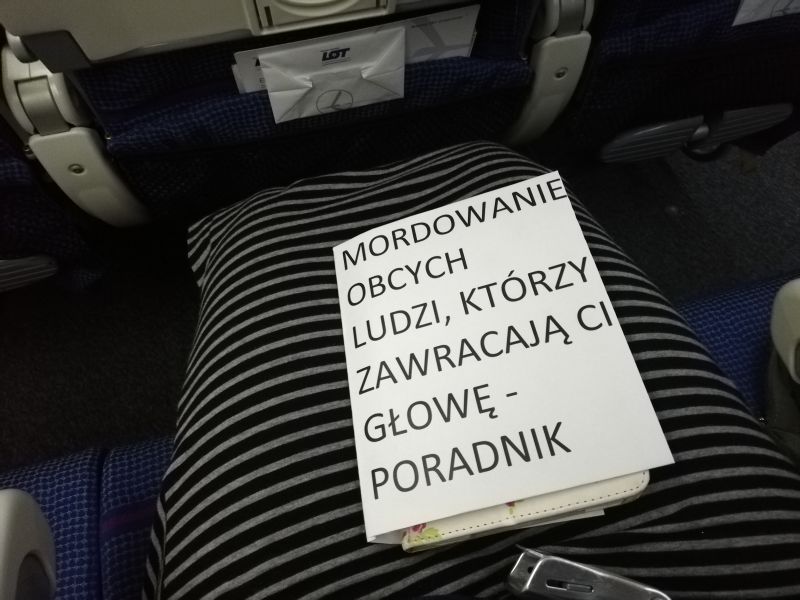 LOT
MORDOWANIE
OBCYCH
LUDZI, KTÓRZY
ZAWRACAJĄ CI
GŁOWĘ -
PORADNIK